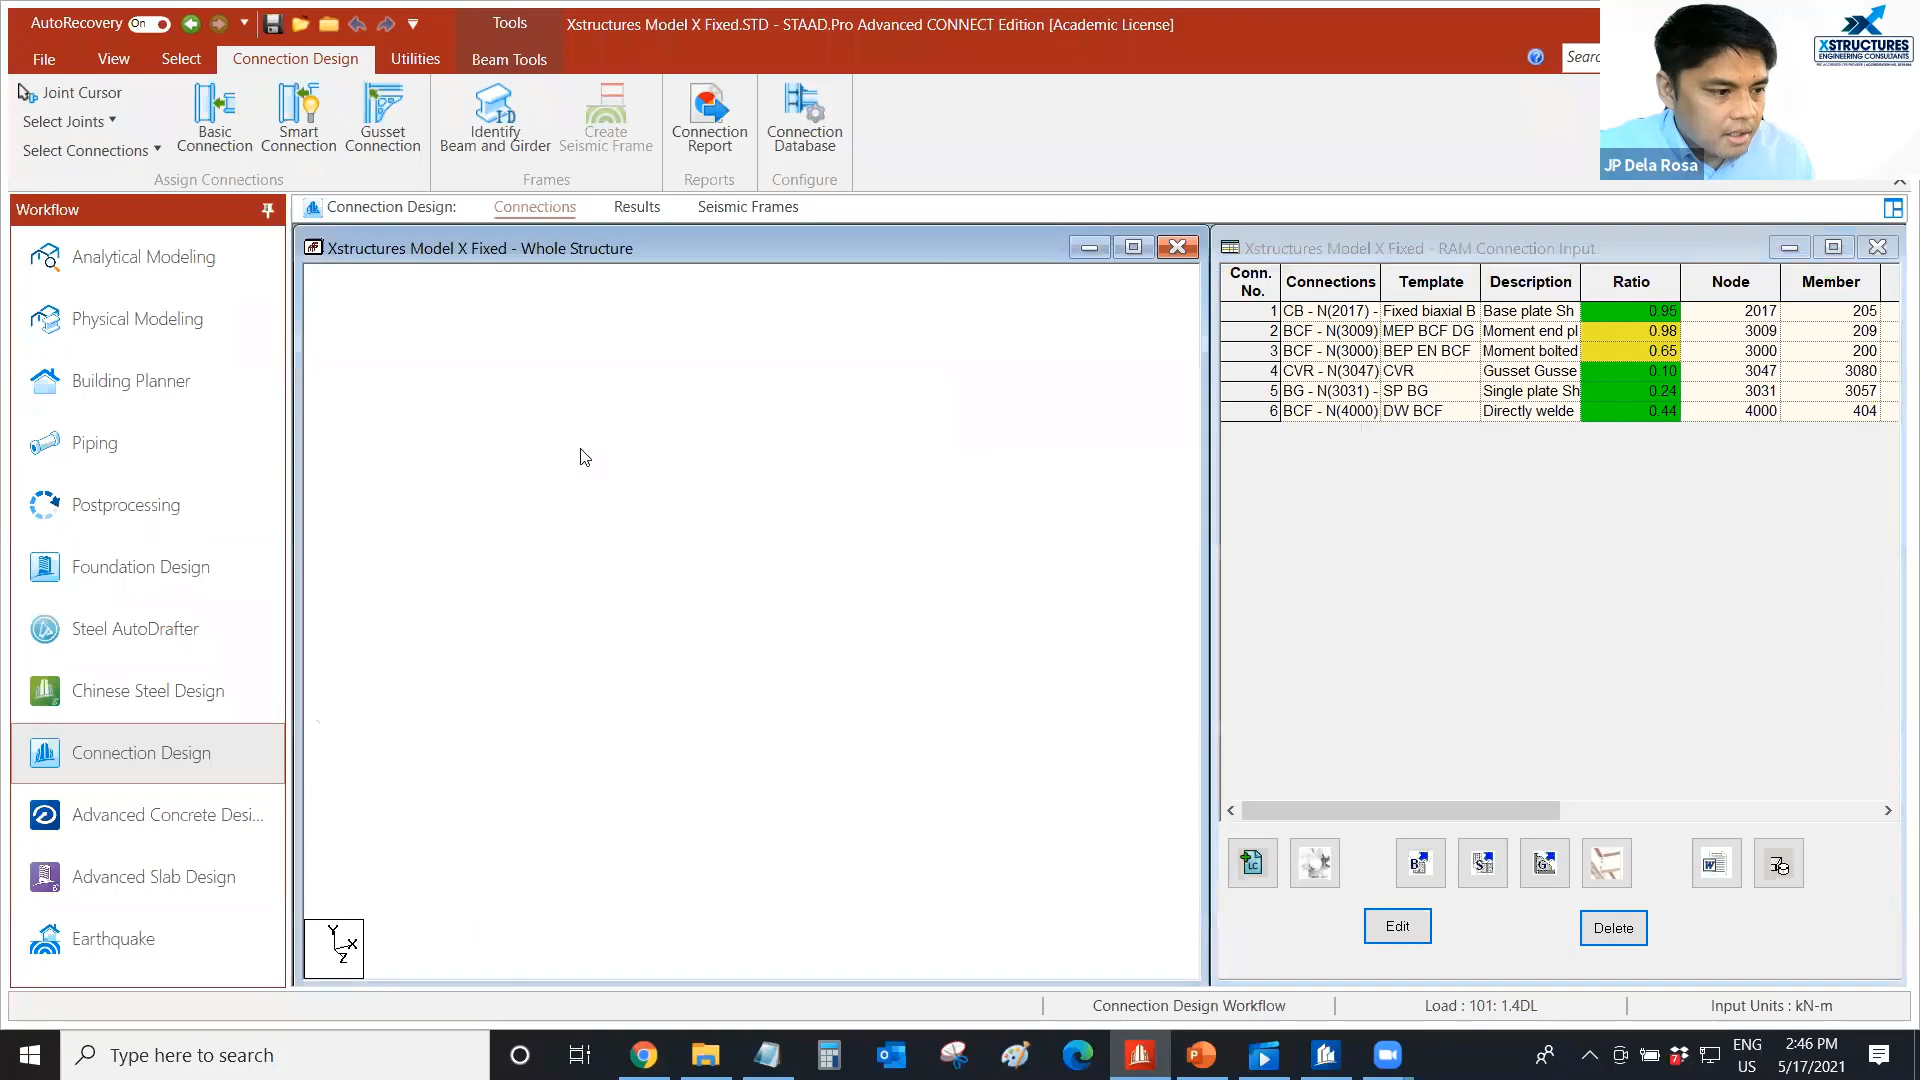 AutoRecovery On
Tools
Xstructures Model X Fixed.STD - STAAD.Pro Advanced CONNECT Edition [Academic License]
File View Select Connection Design Utilities Beam Tools
Joint Cursor
Select Joints
Select Connections
Basic Connection
Smart Connection
Gusset Connection
Assign Connections
Identify Beam and Girder
Create Seismic Frame
Frames
Connection Report
Reports
Connection Database
Configure
XSTRUCTURES
ENGINEERING CONSULTANTS
JP Dela Rosa
Workflow
Connection Design: Connections Results Seismic Frames
Analytical Modeling
Physical Modeling
Building Planner
Piping
Postprocessing
Foundation Design
Steel AutoDrafter
Chinese Steel Design
Connection Design
Advanced Concrete Desi...
Advanced Slab Design
Earthquake
Xstructures Model X Fixed - Whole Structure
Y
X
Z
Xstructures Model X Fixed - RAM Connection Input
Conn. No. Connections Template Description Ratio Node Member
1 CB - N(2017) - Fixed biaxial B Base plate Sh 0.95 2017 205
2 BCF - N(3009) MEP BCF DG Moment end pl 0.98 3009 209
3 BCF - N(3000) BEP EN BCF Moment bolted 0.65 3000 200
4 CVR - N(3047) CVR Gusset Gusse 0.10 3047 3080
5 BG - N(3031) - SP BG Single plate Sh 0.24 3031 3057
6 BCF - N(4000) DW BCF Directly welde 0.44 4000 404
Edit Delete
Connection Design Workflow Load : 101: 1.4DL Input Units : kN-m
Type here to search
ENG
US
2:46 PM
5/17/2021